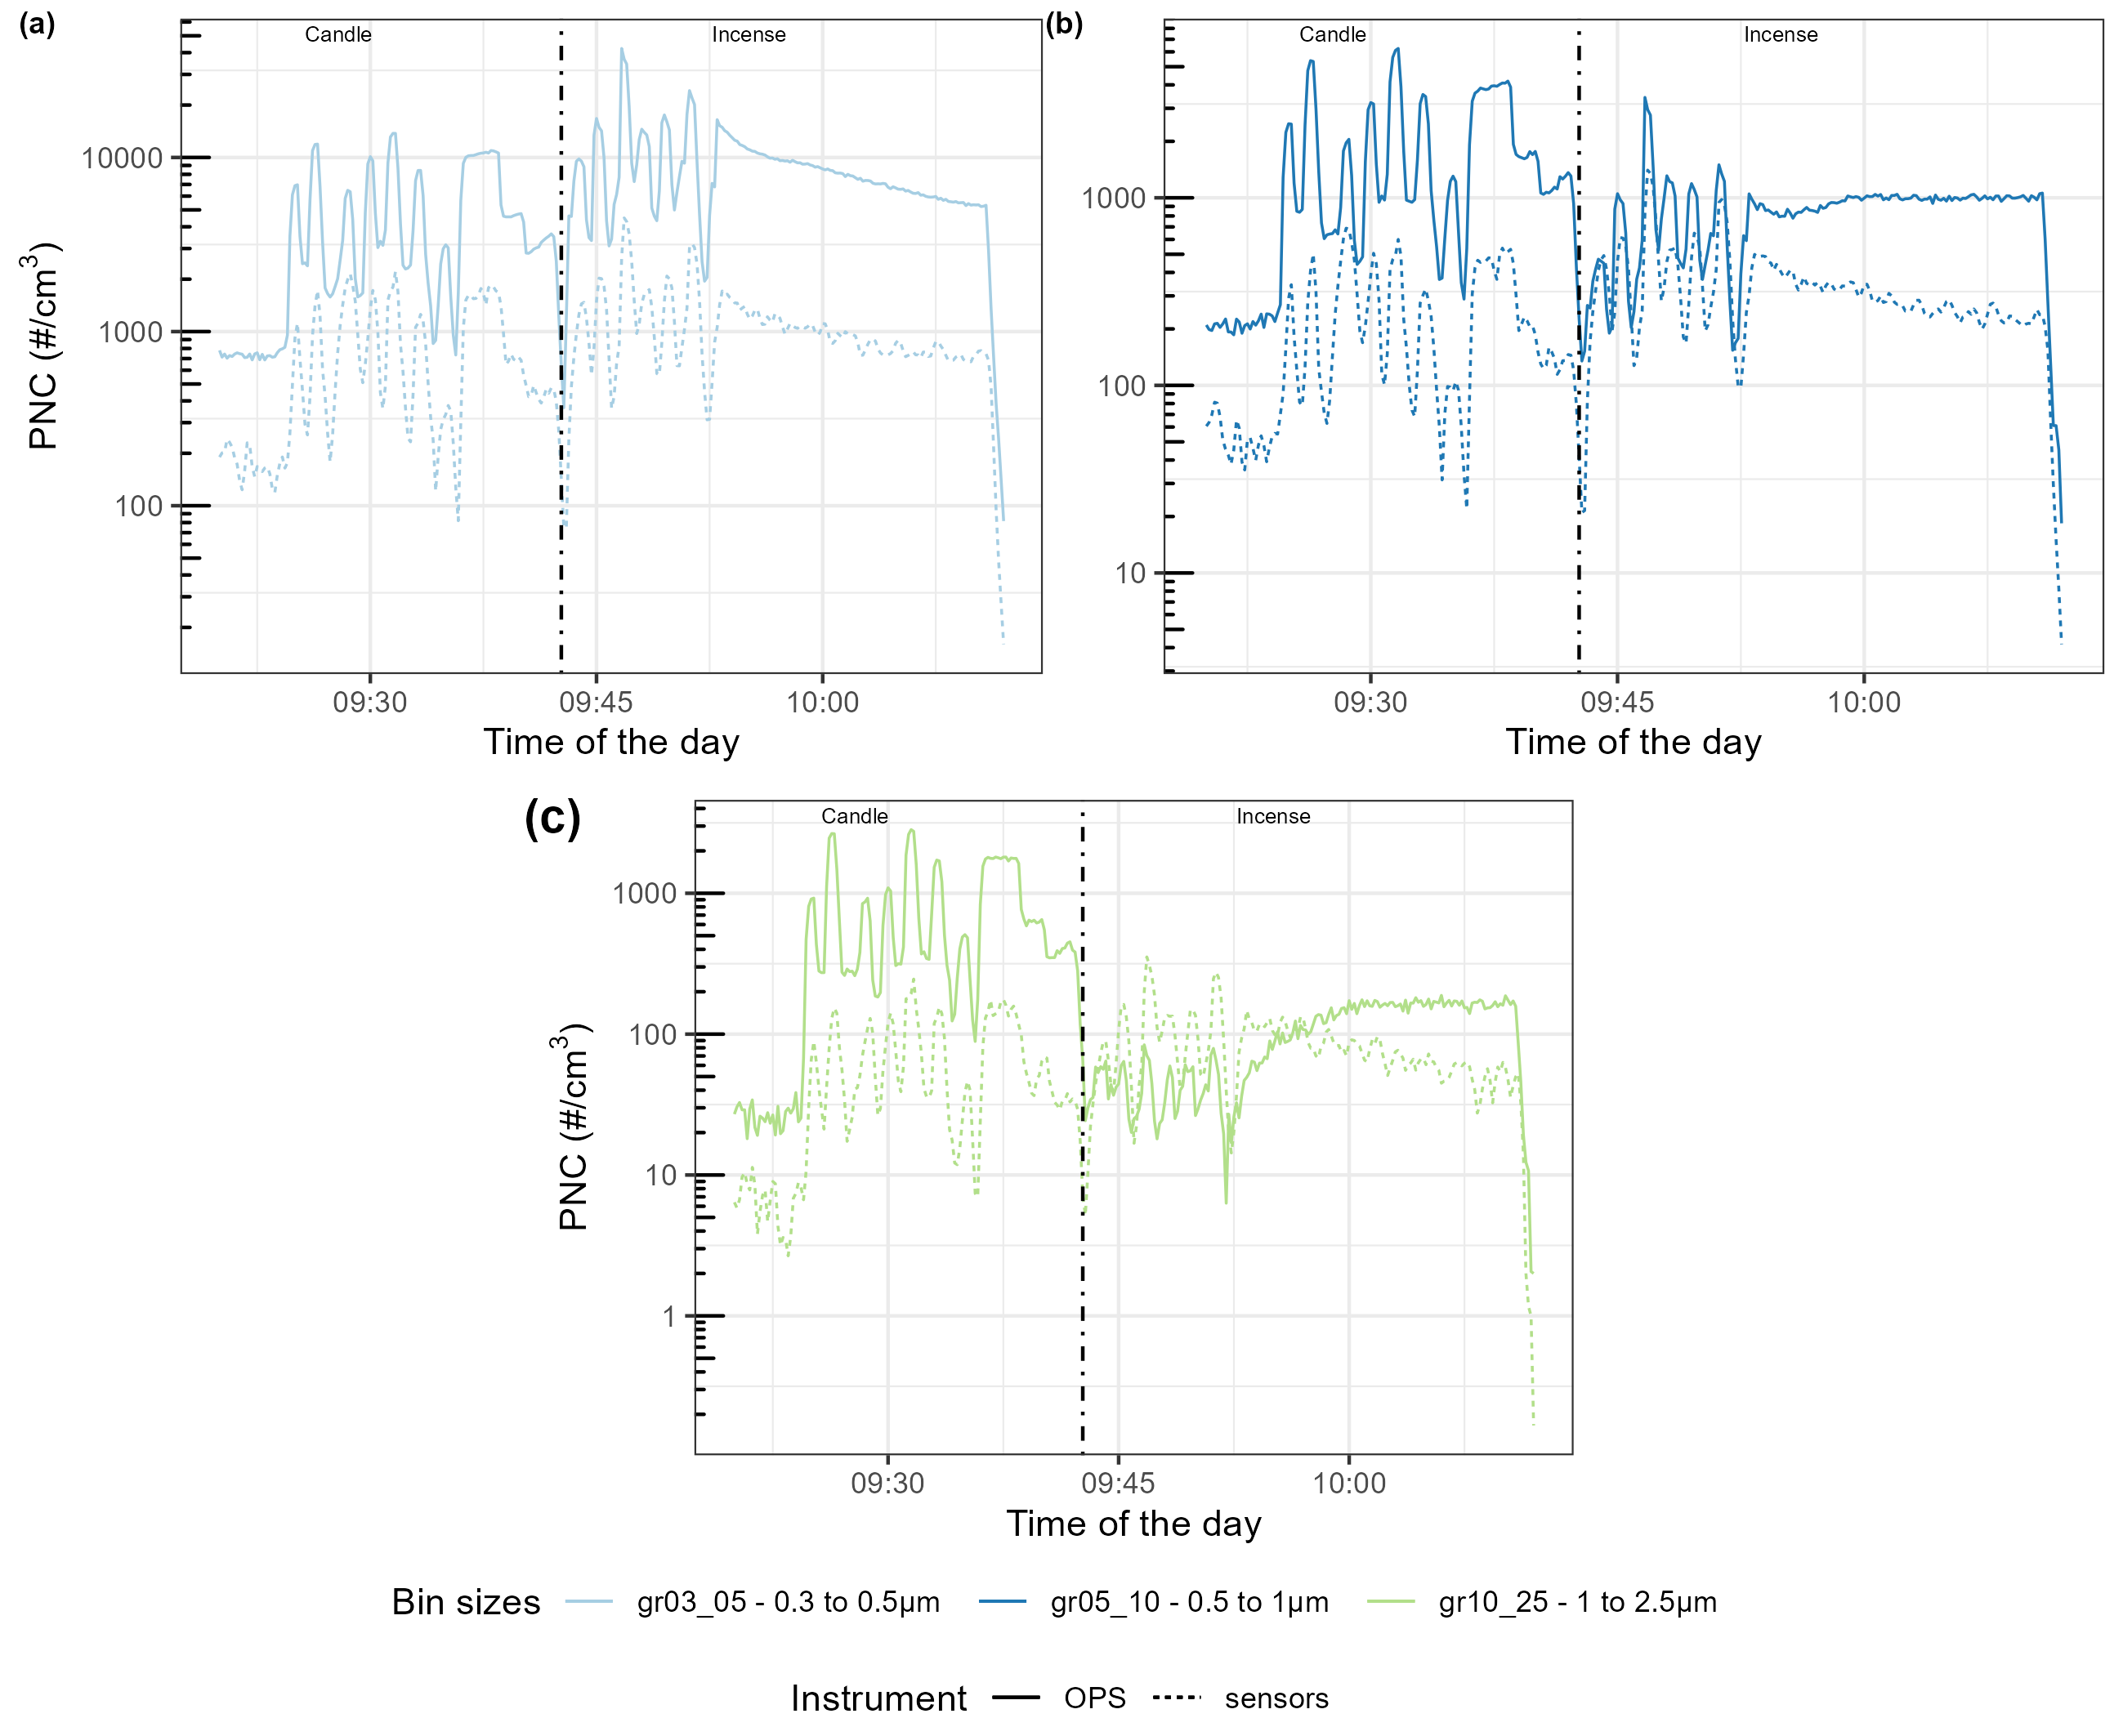 (a)
Candle
Incense
PNC (#/cm³)
10000
1000
100
09:30
09:45
10:00
Time of the day
(b)
Candle
Incense
1000
100
10
09:30
09:45
10:00
Time of the day
(c)
Candle
Incense
PNC (#/cm³)
1000
100
10
1
09:30
09:45
10:00
Time of the day
Bin sizes gr03_05 - 0.3 to 0.5µm gr05_10 - 0.5 to 1µm gr10_25 - 1 to 2.5µm
Instrument OPS sensors